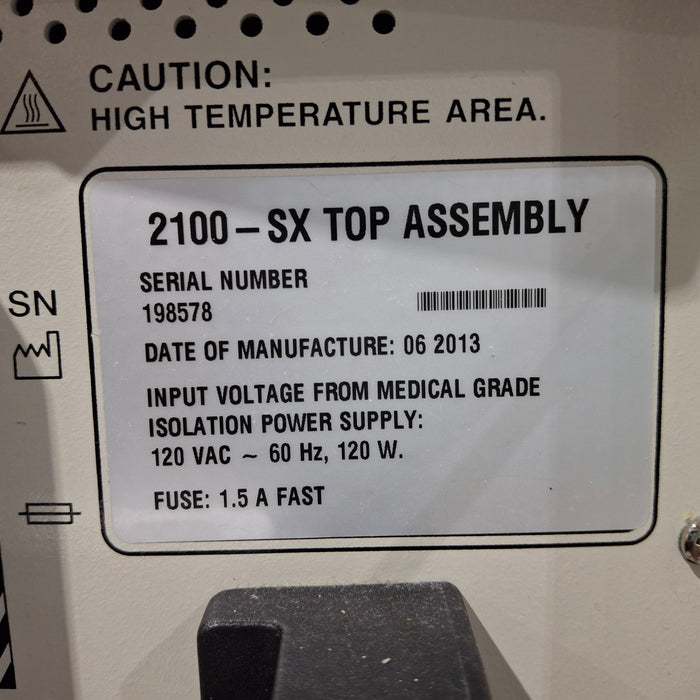 CAUTION:
HIGH TEMPERATURE AREA.
2100-SX TOP ASSEMBLY
SERIAL NUMBER
SN
198578
DATE OF MANUFACTURE: 06 2013
INPUT VOLTAGE FROM MEDICAL GRADE
ISOLATION POWER SUPPLY:
120 VAC ~ 60 Hz, 120 W.
FUSE: 1.5 A FAST